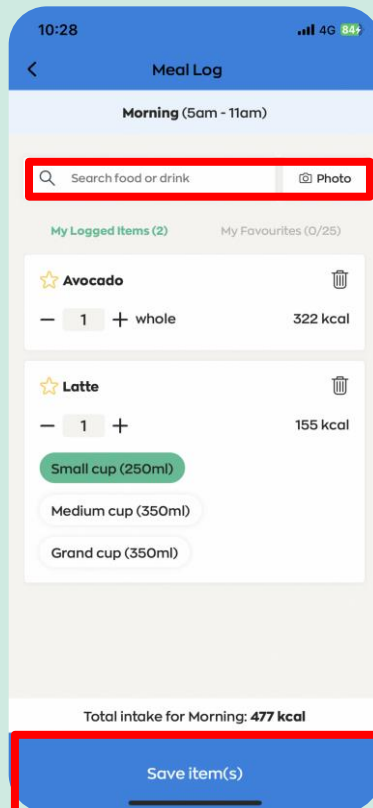 10:28 4G 84
Meal Log
Morning (5am - 11am)
Search food or drink Photo
My Logged Items (2) My Favourites (0/25)
Avocado
1 whole 322 kcal
Latte
1 155 kcal
Small cup (250ml)
Medium cup (350ml)
Grand cup (350ml)
Total intake for Morning: 477 kcal
Save item(s)